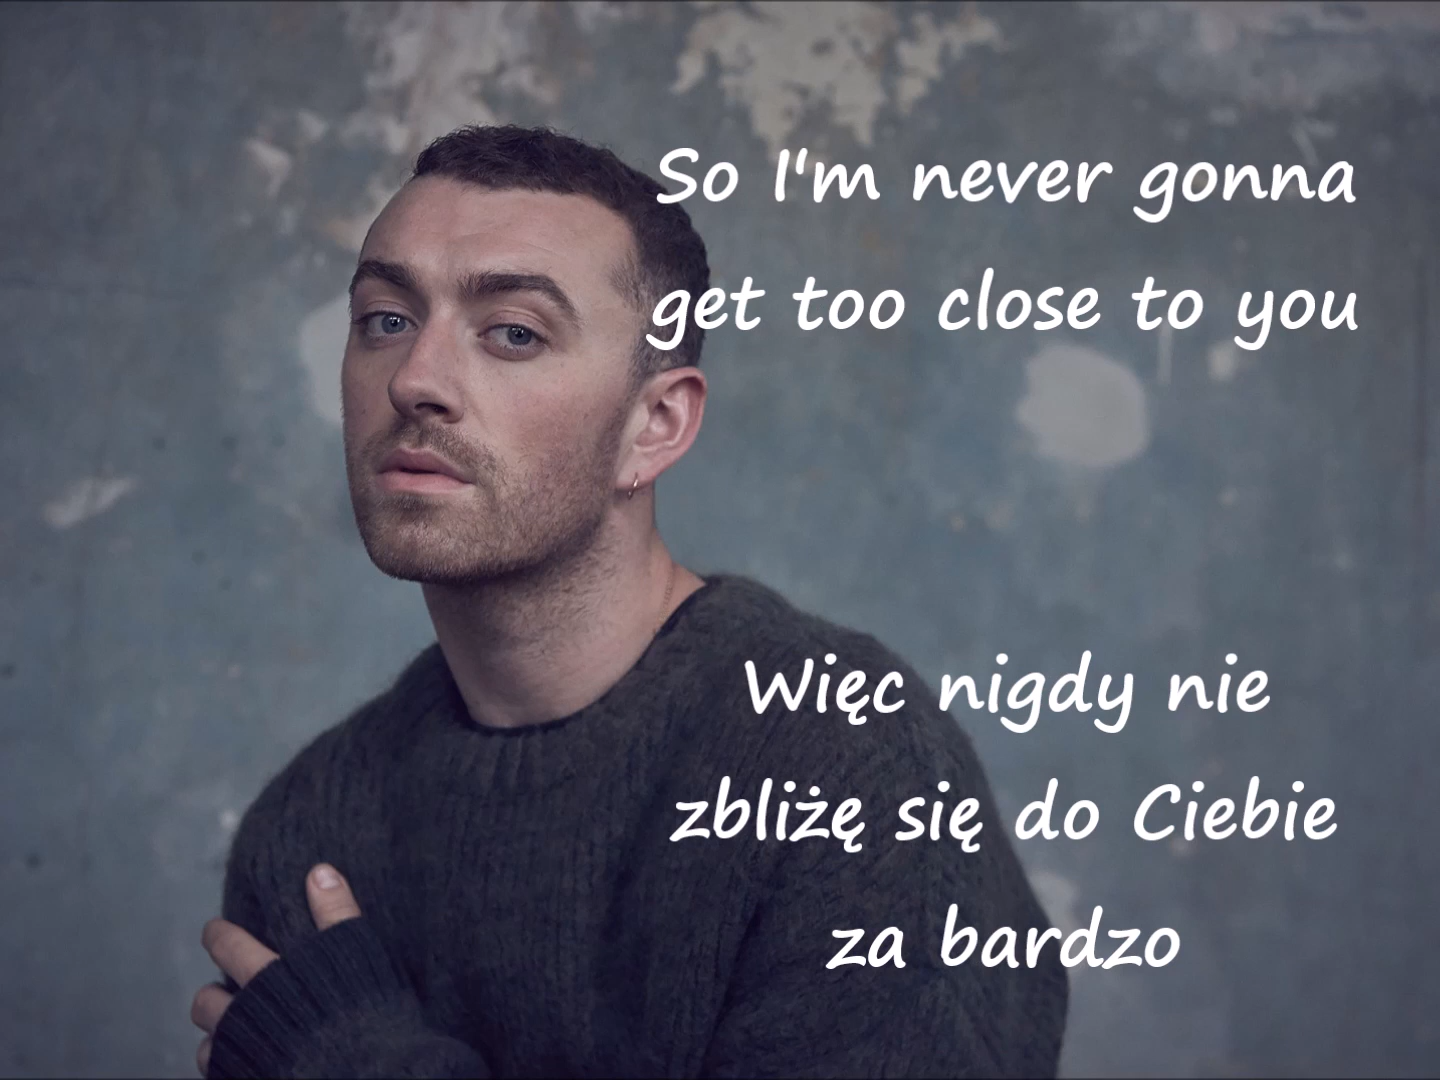 So I'm never gonna
get too close to you
Więc nigdy nie
zbliżę się do Ciebie
za bardzo